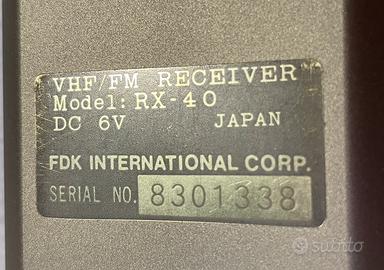 VHF/FM RECEIVER
Model: RX-40
DC 6V JAPAN
FDK INTERNATIONAL CORP.
SERIAL NO. 8301338
subito